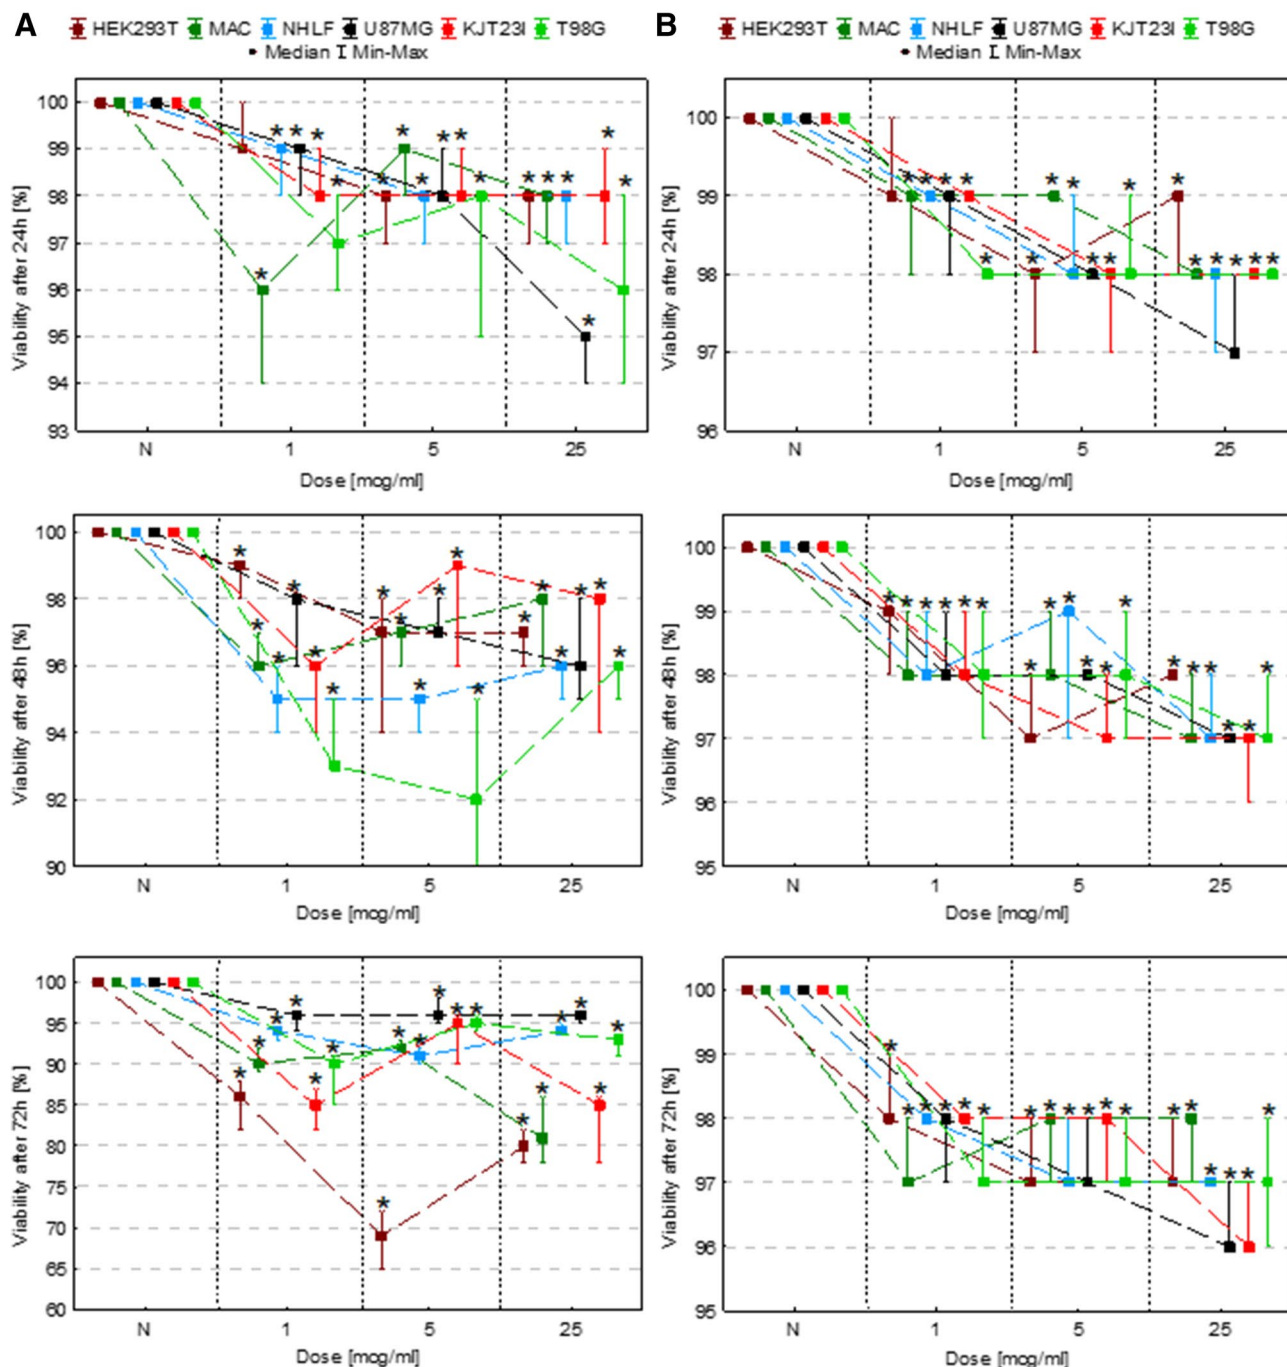 A HEK293T MAC NHLF U87MG KJT23I T98G
Median Min-Max
Viability after 24h [%]
100
99
98
97
96
95
94
93
* * * * * * * * * * * * * * * * *
N 1 5 25
Dose [mcg/ml]
B HEK293T MAC NHLF U87MG KJT23I T98G
Median Min-Max
Viability after 24h [%]
100
99
98
97
96
* * * * * * * * * * * * * * * * *
N 1 5 25
Dose [mcg/ml]
Viability after 48h [%]
100
98
96
94
92
90
* * * * * * * * * * * * * * * * * *
N 1 5 25
Dose [mcg/ml]
Viability after 48h [%]
100
99
98
97
96
95
* * * * * * * * * * * * * * * * * *
N 1 5 25
Dose [mcg/ml]
Viability after 72h [%]
100
95
90
85
80
75
70
65
60
* * * * * * * * * * * * * * * * * *
N 1 5 25
Dose [mcg/ml]
Viability after 72h [%]
100
99
98
97
96
95
* * * * * * * * * * * * * * * * * *
N 1 5 25
Dose [mcg/ml]